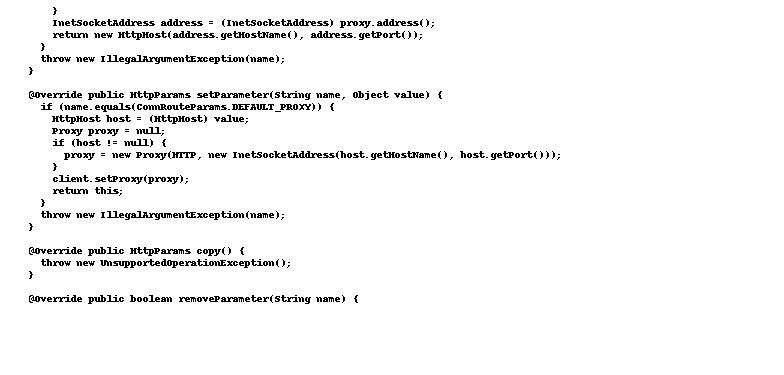 }
    InetSocketAddress address = (InetSocketAddress) proxy.address();
    return new HttpHost(address.getHostName(), address.getPort());
  }
  throw new IllegalArgumentException(name);
}

@Override public HttpParams setParameter(String name, Object value) {
  if (name.equals(ConnRouteParams.DEFAULT_PROXY)) {
    HttpHost host = (HttpHost) value;
    Proxy proxy = null;
    if (host != null) {
      proxy = new Proxy(HTTP, new InetSocketAddress(host.getHostName(), host.getPort()));
    }
    client.setProxy(proxy);
    return this;
  }
  throw new IllegalArgumentException(name);
}

@Override public HttpParams copy() {
  throw new UnsupportedOperationException();
}

@Override public boolean removeParameter(String name) {